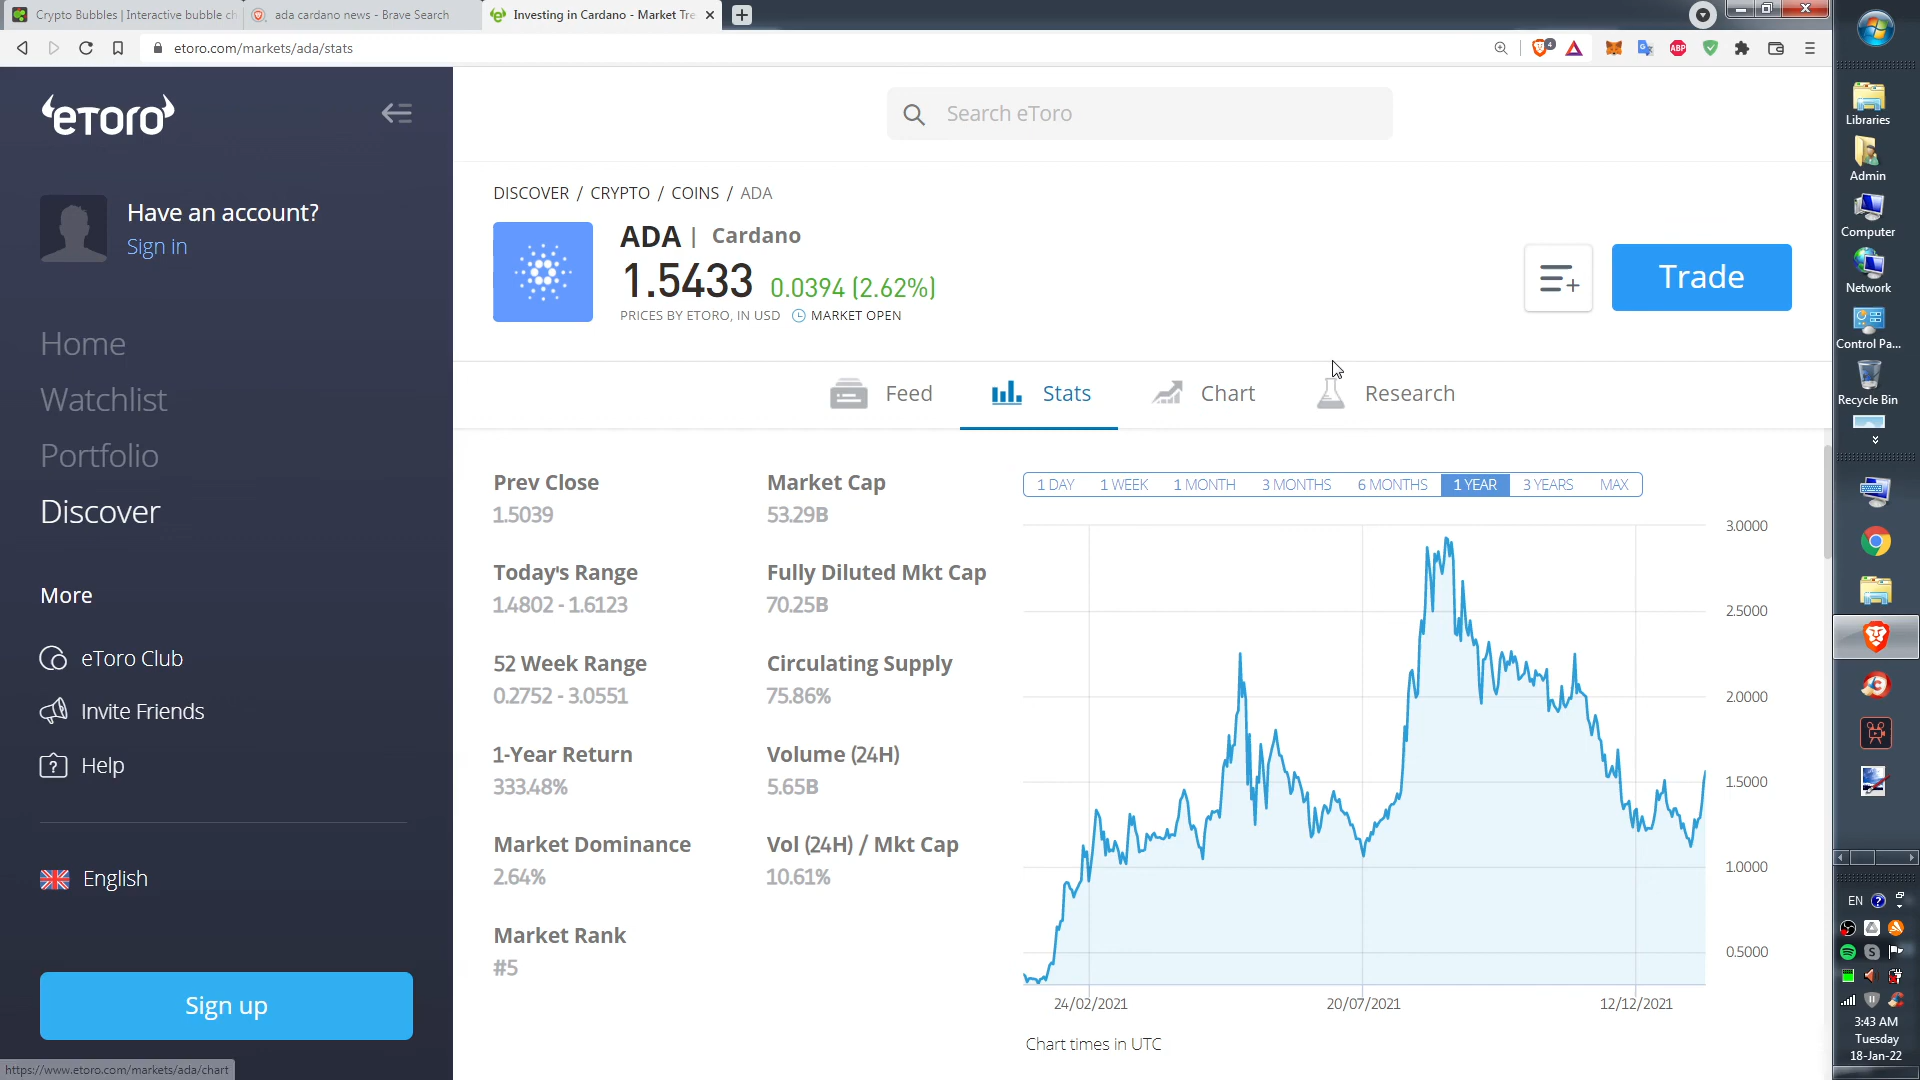 Crypto Bubbles | Interactive bubble ch
ada cardano news - Brave Search
Investing in Cardano - Market Tre
etoro.com/markets/ada/stats
4
ABP
eToro
Have an account?
Sign in
Home
Watchlist
Portfolio
Discover
More
eToro Club
Invite Friends
Help
English
Sign up
https://www.etoro.com/markets/ada/chart
Search eToro
DISCOVER / CRYPTO / COINS / ADA
ADA | Cardano
1.5433 0.0394 (2.62%)
PRICES BY ETORO, IN USD MARKET OPEN
Trade
Feed
Stats
Chart
Research
Prev Close
1.5039
Today's Range
1.4802 - 1.6123
52 Week Range
0.2752 - 3.0551
1-Year Return
333.48%
Market Dominance
2.64%
Market Rank
#5
Market Cap
53.29B
Fully Diluted Mkt Cap
70.25B
Circulating Supply
75.86%
Volume (24H)
5.65B
Vol (24H) / Mkt Cap
10.61%
1 DAY 1 WEEK 1 MONTH 3 MONTHS 6 MONTHS 1 YEAR 3 YEARS MAX
3.0000
2.5000
2.0000
1.5000
1.0000
0.5000
24/02/2021 20/07/2021 12/12/2021
Chart times in UTC
Libraries
Admin
Computer
Network
Control Pa...
Recycle Bin
EN
3:43 AM
Tuesday
18-Jan-22